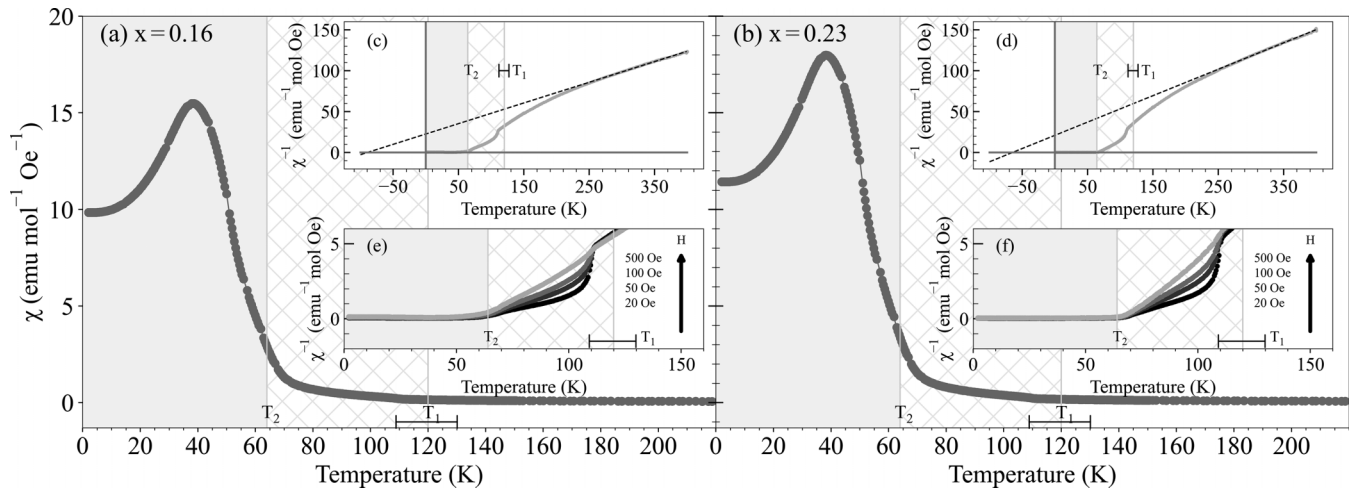 (a) x = 0.16
χ (emu mol⁻¹ Oe⁻¹)
20
15
10
5
0
0 20 40 60 80 100 120 140 160 180 200
Temperature (K)
T₂
T₁
(c)
χ⁻¹ (emu⁻¹ mol Oe)
150
100
50
0
−50 50 150 250 350
Temperature (K)
T₂
T₁
(e)
χ⁻¹ (emu⁻¹ mol Oe)
5
0
0 50 100 150
Temperature (K)
T₂
T₁
H
500 Oe
100 Oe
50 Oe
20 Oe
(b) x = 0.23
0 20 40 60 80 100 120 140 160 180 200
Temperature (K)
T₂
T₁
(d)
χ⁻¹ (emu⁻¹ mol Oe)
150
100
50
0
−50 50 150 250 350
Temperature (K)
T₂
T₁
(f)
χ⁻¹ (emu⁻¹ mol Oe)
5
0
0 50 100 150
Temperature (K)
T₂
T₁
H
500 Oe
100 Oe
50 Oe
20 Oe